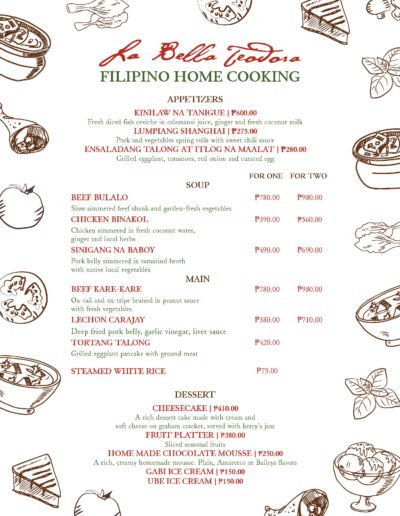 La Bella Teodora
FILIPINO HOME COOKING
APPETIZERS
KINILAW NA TANIGUE | ₱600.00
Fresh diced fish ceviche in calamansi juice, ginger and fresh coconut milk
LUMPIANG SHANGHAI | ₱275.00
Pork and vegetables spring rolls with sweet chili sauce
ENSALADANG TALONG AT ITLOG NA MAALAT | ₱280.00
Grilled eggplant, tomatoes, red onion and curated egg
FOR ONE FOR TWO
SOUP
BEEF BULALO ₱780.00 ₱980.00
Slow simmered beef shank and garden-fresh vegetables
CHICKEN BINAKOL ₱390.00 ₱560.00
Chicken simmered in fresh coconut water,
ginger and local herbs
SINIGANG NA BABOY ₱490.00 ₱690.00
Pork belly simmered in tamarind broth
with native local vegetables
MAIN
BEEF KARE-KARE ₱780.00 ₱980.00
Ox-tail and ox-tripe braised in peanut sauce
with fresh vegetables
LECHON CARAJAY ₱380.00 ₱710.00
Deep fried pork belly, garlic vinegar, liver sauce
TORTANG TALONG ₱420.00
Grilled eggplant pancake with ground meat
STEAMED WHITE RICE ₱75.00
DESSERT
CHEESECAKE | ₱410.00
A rich dessert cake made with cream and
soft cheese on graham cracker, served with berry's jam
FRUIT PLATTER | ₱380.00
Sliced seasonal fruits
HOME MADE CHOCOLATE MOUSSE | ₱250.00
A rich, creamy homemade mousse. Plain, Amaretto or Baileys flavors
GABI ICE CREAM | ₱150.00
UBE ICE CREAM | ₱150.00